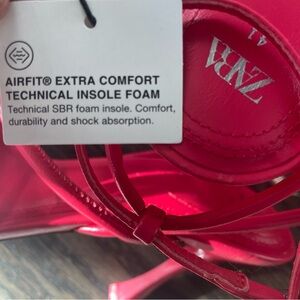 AIRFIT® EXTRA COMFORT
TECHNICAL INSOLE FOAM
Technical SBR foam insole. Comfort,
durability and shock absorption.
ZARA
41